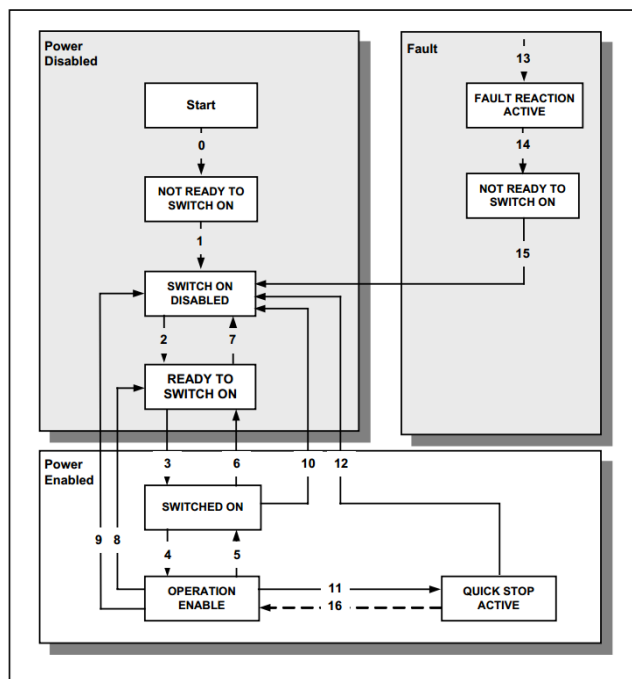 Power
Disabled
Fault
Start
13
FAULT REACTION
ACTIVE
0
14
NOT READY TO
SWITCH ON
NOT READY TO
SWITCH ON
1
15
SWITCH ON
DISABLED
2
7
READY TO
SWITCH ON
Power
Enabled
3
6
10
12
SWITCHED ON
9
8
4
5
OPERATION
ENABLE
11
16
QUICK STOP
ACTIVE